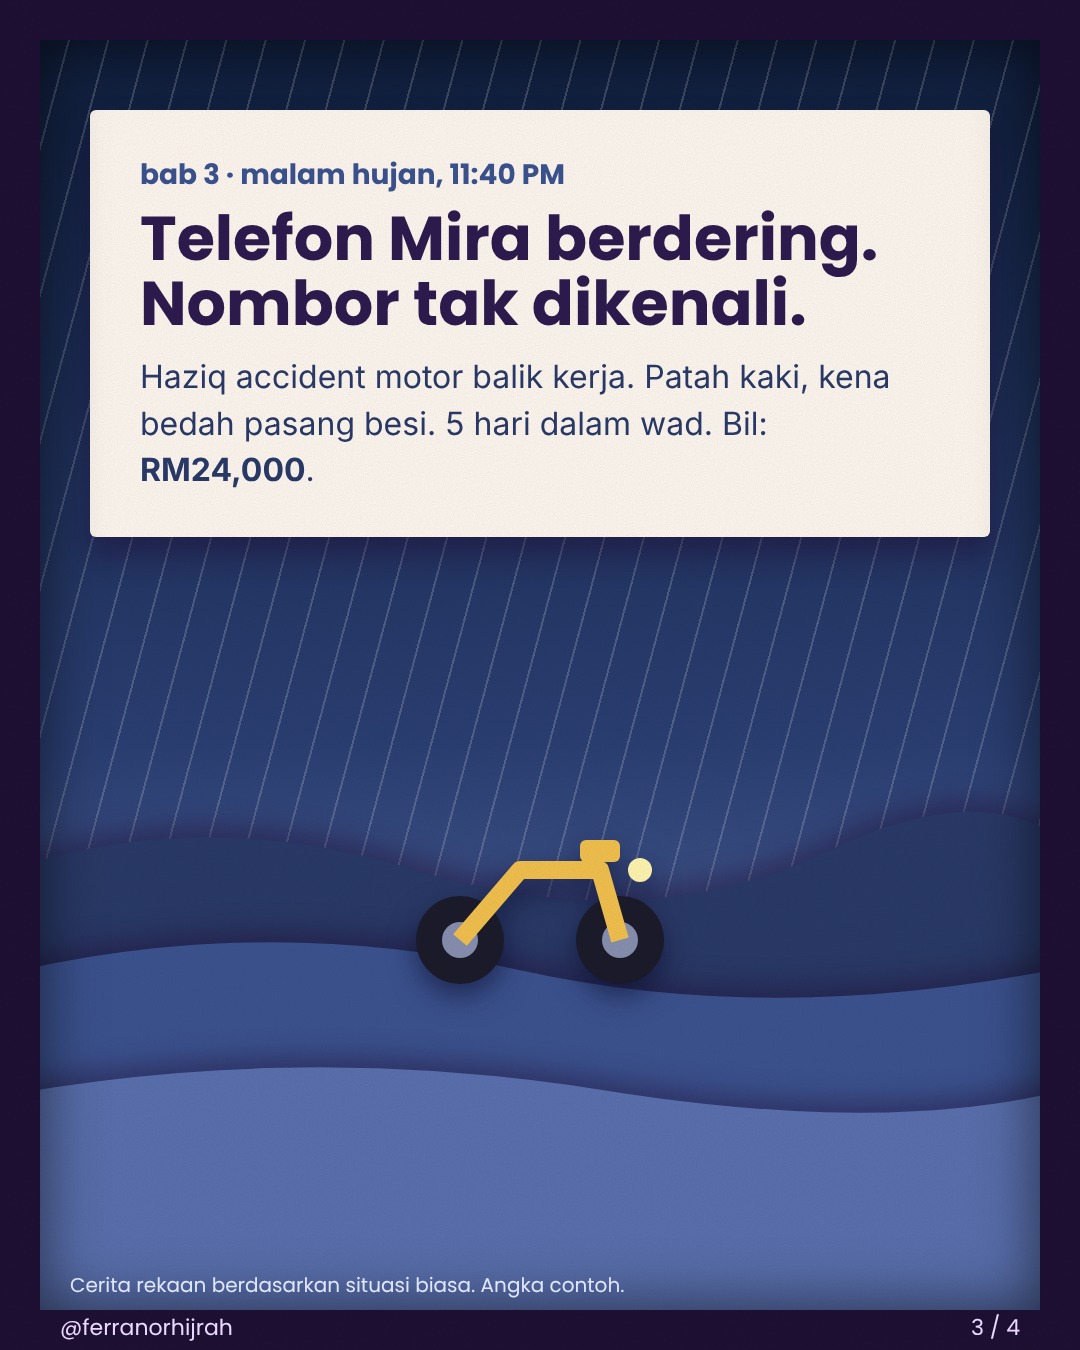 bab 3 · malam hujan, 11:40 PM
Telefon Mira berdering.
Nombor tak dikenali.
Haziq accident motor balik kerja. Patah kaki, kena
bedah pasang besi. 5 hari dalam wad. Bil:
RM24,000.
Cerita rekaan berdasarkan situasi biasa. Angka contoh.
@ferranorhijrah
3 / 4